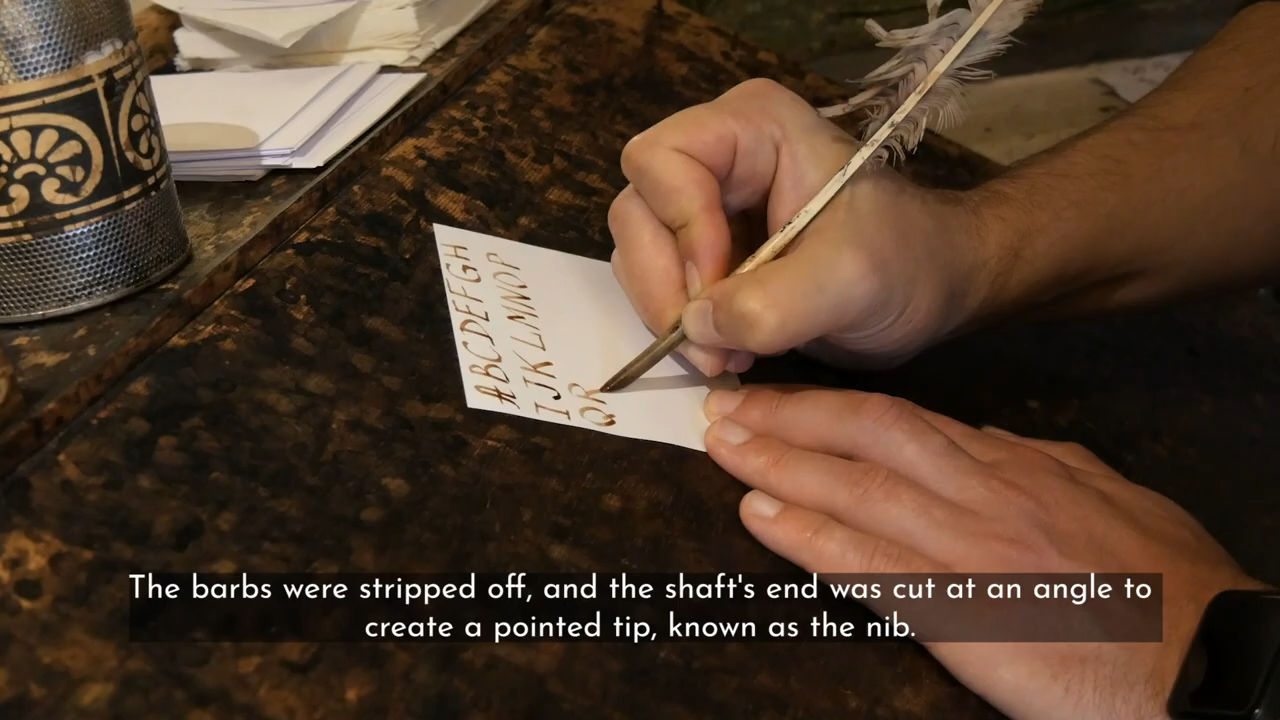 ABCDEFGH
IJKLMNOP
QR
The barbs were stripped off, and the shaft's end was cut at an angle to
create a pointed tip, known as the nib.